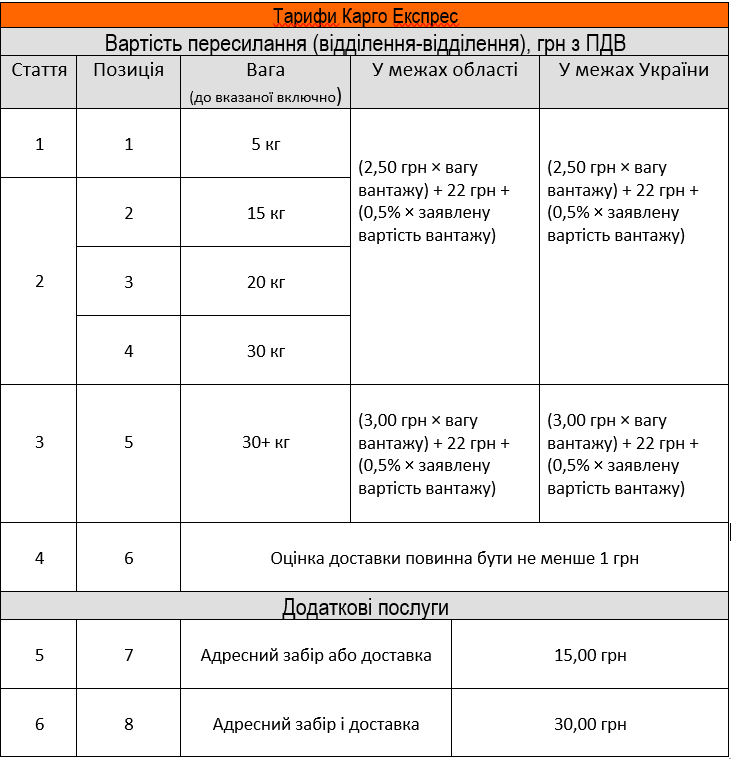 Тарифи Карго Експрес
Вартість пересилання (відділення-відділення), грн з ПДВ
Стаття Позиція Вага У межах області У межах України
(до вказаної включно)
1 1 5 кг
(2,50 грн × вагу
вантажу) + 22 грн +
(0,5% × заявлену
вартість вантажу)
(2,50 грн × вагу
вантажу) + 22 грн +
(0,5% × заявлену
вартість вантажу)
2
2 15 кг
3 20 кг
4 30 кг
3 5 30+ кг
(3,00 грн × вагу
вантажу) + 22 грн +
(0,5% × заявлену
вартість вантажу)
(3,00 грн × вагу
вантажу) + 22 грн +
(0,5% × заявлену
вартість вантажу)
4 6 Оцінка доставки повинна бути не менше 1 грн
Додаткові послуги
5 7 Адресний забір або доставка 15,00 грн
6 8 Адресний забір і доставка 30,00 грн